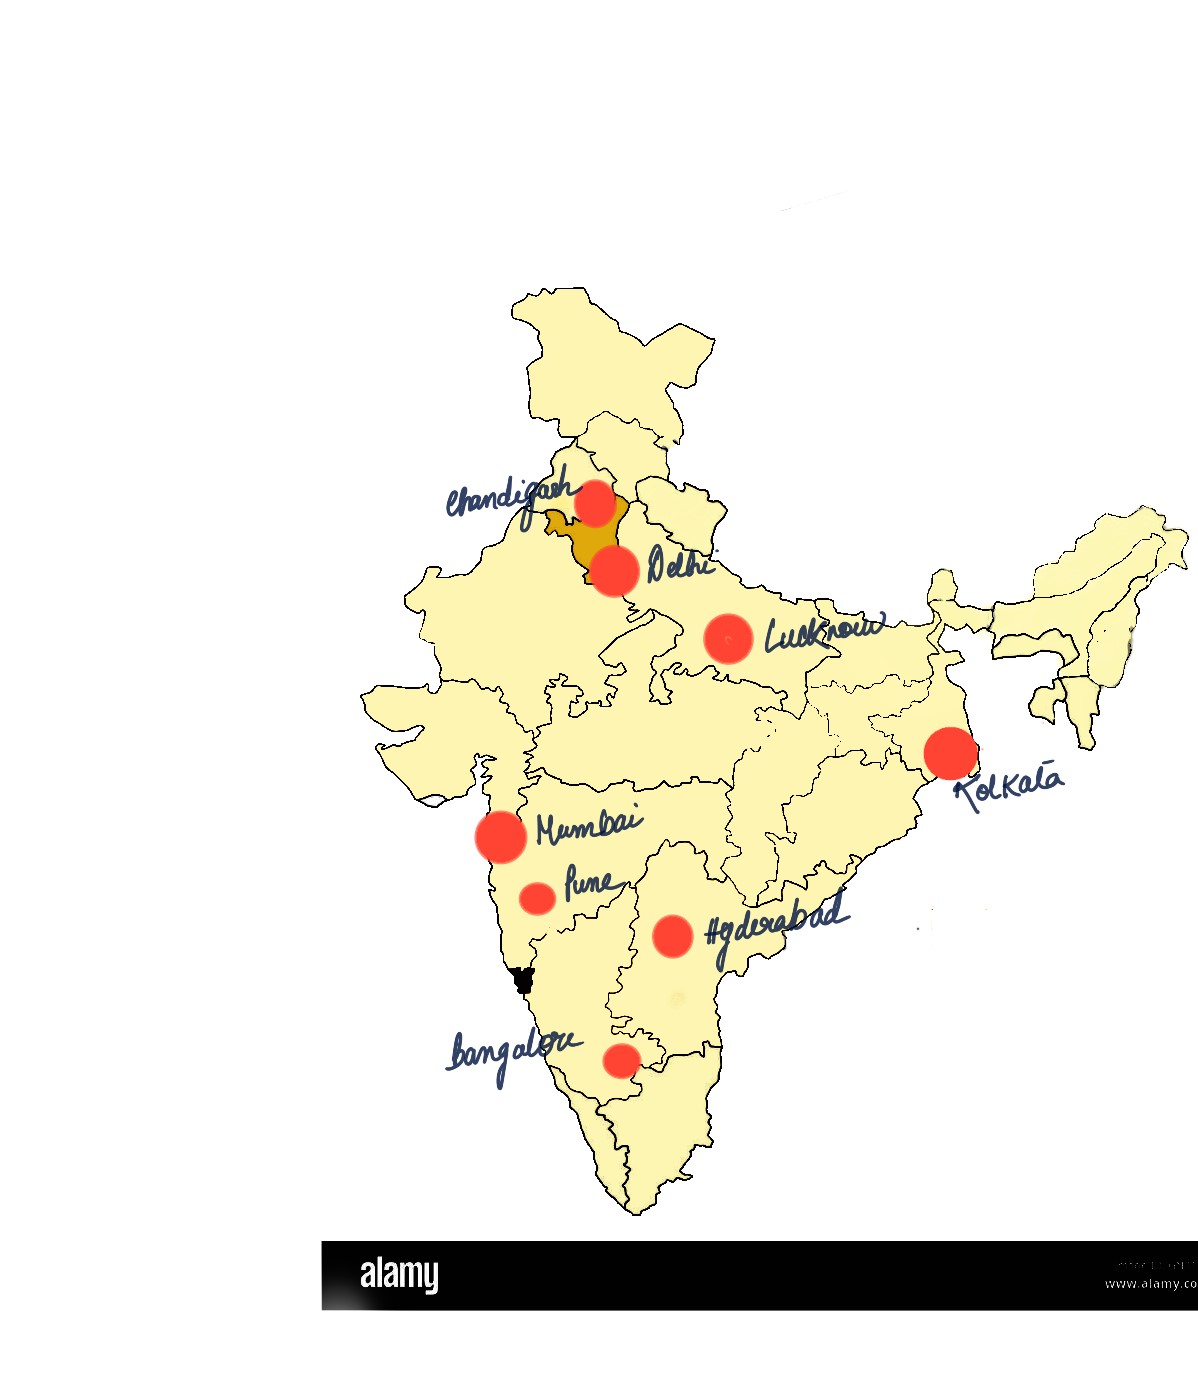 Chandigarh
Delhi
Lucknow
Kolkata
Mumbai
Pune
Hyderabad
Bangalore
alamy
www.alamy.co